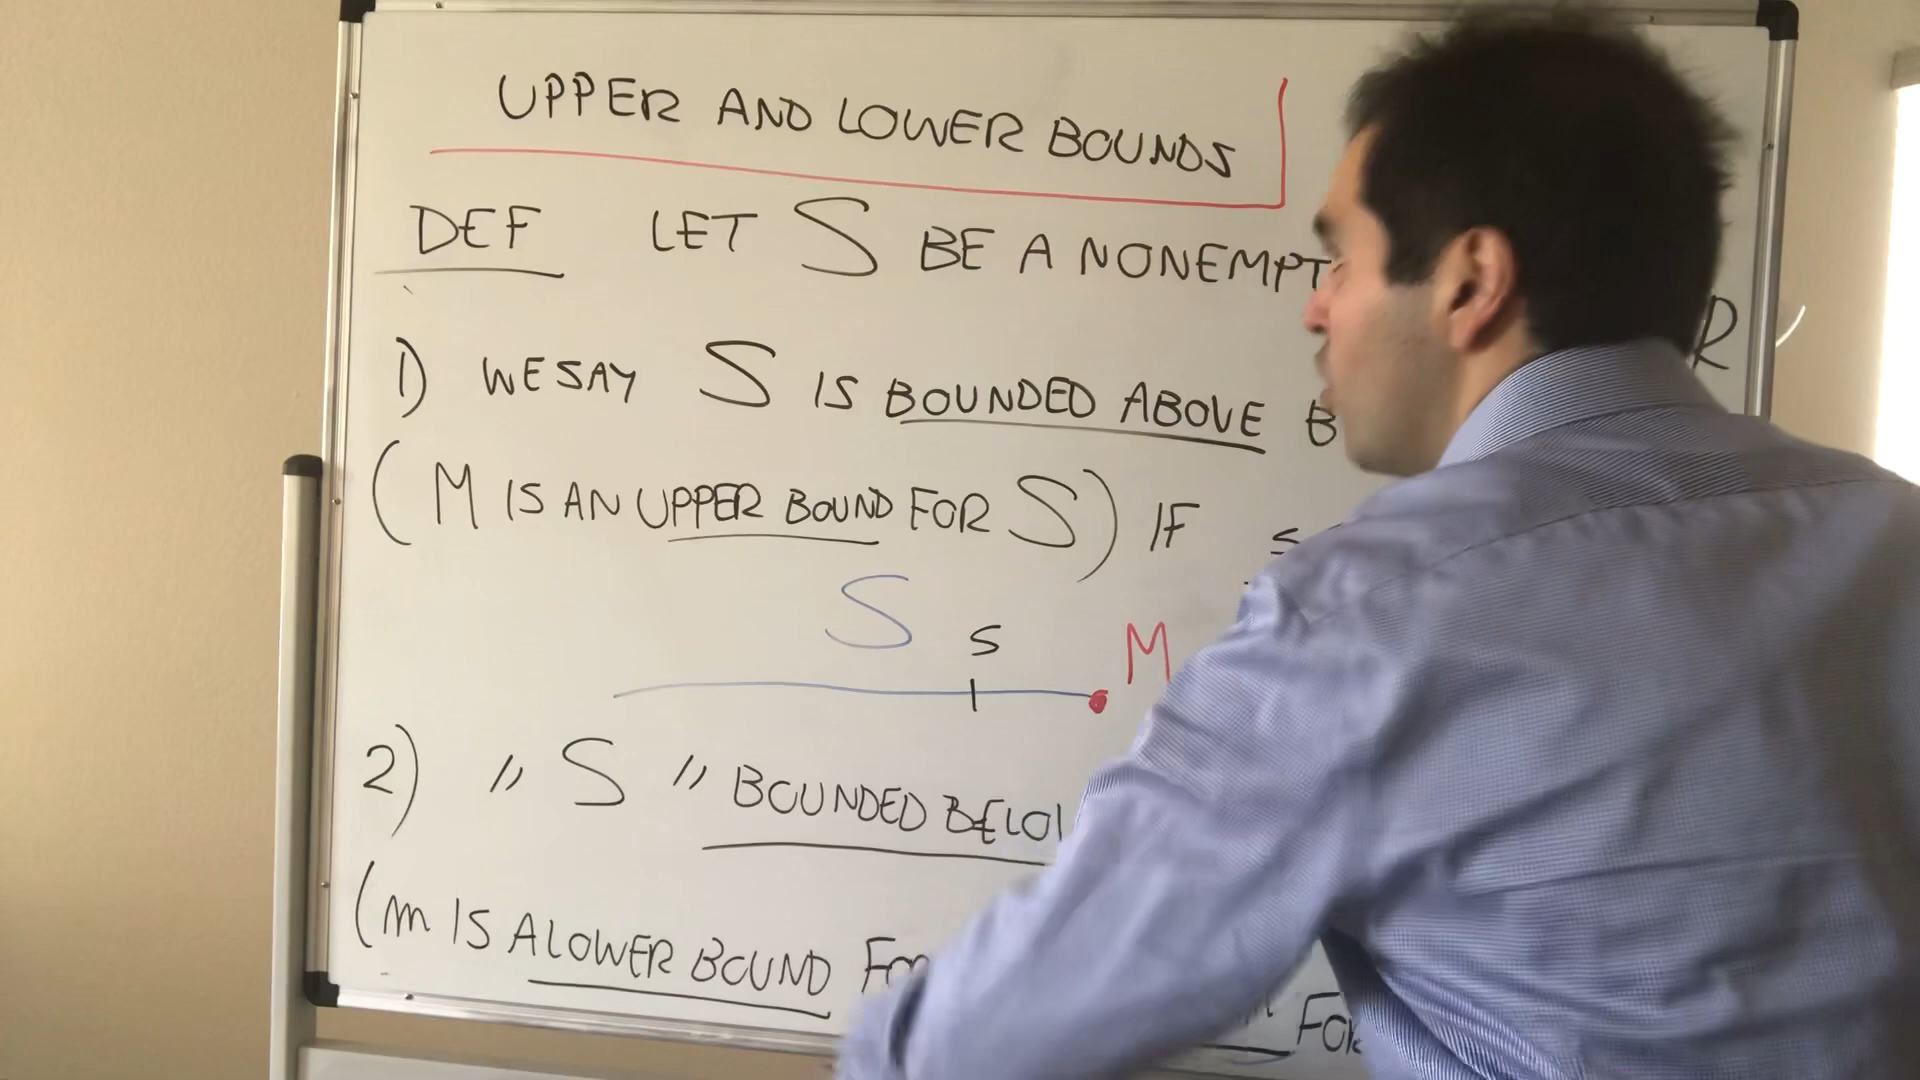 UPPER AND LOWER BOUNDS
DEF LET S BE A NONEMPT
R
1) WE SAY S IS BOUNDED ABOVE B
(M IS AN UPPER BOUND FOR S) IF ≤
S s M
2) " S " BOUNDED BELO
(m IS A LOWER BOUND FO
FOR